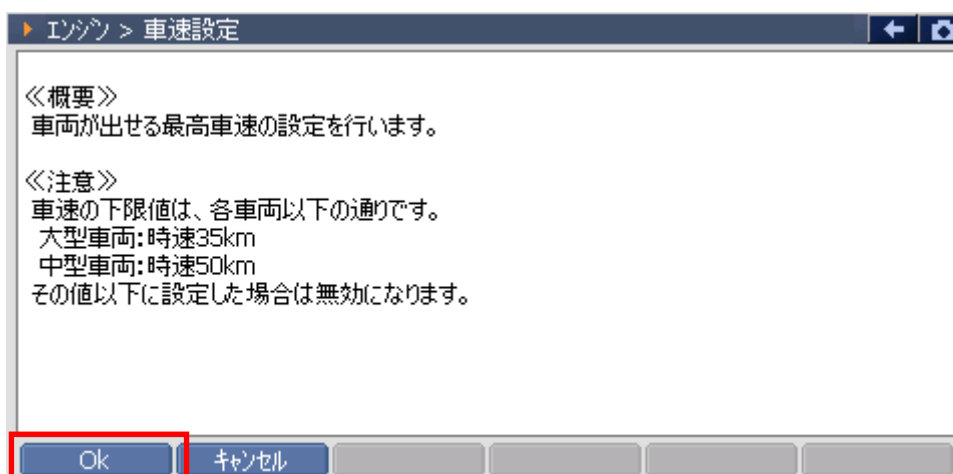 ｴﾝｼﾞﾝ > 車速設定
≪概要≫
車両が出せる最高車速の設定を行います。
≪注意≫
車速の下限値は、各車両以下の通りです。
大型車両:時速35km
中型車両:時速50km
その値以下に設定した場合は無効になります。
Ok
ｷｬﾝｾﾙ